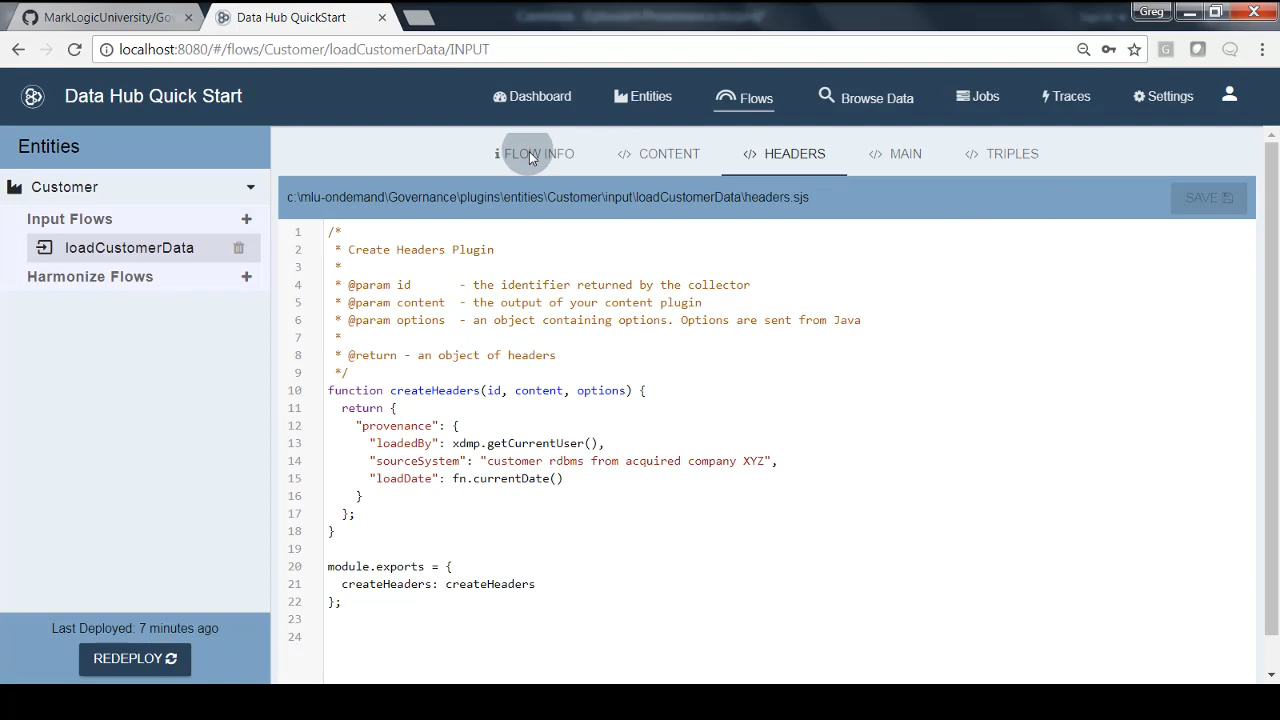 MarkLogicUniversity/Gov
Data Hub QuickStart
Greg
localhost:8080/#/flows/Customer/loadCustomerData/INPUT
Data Hub Quick Start
Dashboard
Entities
Flows
Browse Data
Jobs
Traces
Settings
Entities
FLOW INFO
</> CONTENT
</> HEADERS
</> MAIN
</> TRIPLES
Customer
c:\mlu-ondemand\Governance\plugins\entities\Customer\input\loadCustomerData\headers.sjs
SAVE
Input Flows +
loadCustomerData
Harmonize Flows +
1 /*
2 * Create Headers Plugin
3 *
4 * @param id - the identifier returned by the collector
5 * @param content - the output of your content plugin
6 * @param options - an object containing options. Options are sent from Java
7 *
8 * @return - an object of headers
9 */
10 function createHeaders(id, content, options) {
11 return {
12 "provenance": {
13 "loadedBy": xdmp.getCurrentUser(),
14 "sourceSystem": "customer rdbms from acquired company XYZ",
15 "loadDate": fn.currentDate()
16 }
17 };
18 }
19
20 module.exports = {
21 createHeaders: createHeaders
22 };
23
24
Last Deployed: 7 minutes ago
REDEPLOY